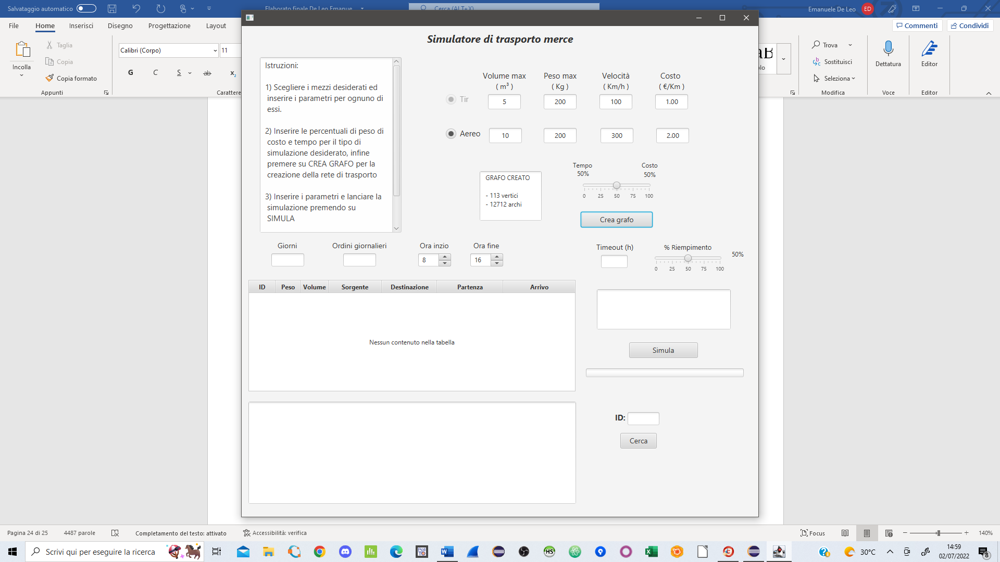 Salvataggio automatico
Elaborato finale De Leo Emanue...
Cerca (ALT+X)
Emanuele De Leo
ED
File
Home
Inserisci
Disegno
Progettazione
Layout
Commenti
Condividi
Incolla
Taglia
Copia
Copia formato
Appunti
Calibri (Corpo)
11
G
C
S
ab
x₂
Carattere
Trova
Sostituisci
Seleziona
Modifica
Dettatura
Voce
Editor
Editor
Simulatore di trasporto merce
Istruzioni:
1) Scegliere i mezzi desiderati ed
inserire i parametri per ognuno di
essi.
2) Inserire le percentuali di peso di
costo e tempo per il tipo di
simulazione desiderato, infine
premere su CREA GRAFO per la
creazione della rete di trasporto
3) Inserire i parametri e lanciare la
simulazione premendo su
SIMULA
Volume max
( m³ )
Peso max
( Kg )
Velocità
( Km/h )
Costo
( €/Km )
Tir
5
200
100
1.00
Aereo
10
200
300
2.00
GRAFO CREATO
- 113 vertici
- 12712 archi
Tempo
50%
Costo
50%
0 25 50 75 100
Crea grafo
Giorni
Ordini giornalieri
Ora inzio
8
Ora fine
16
Timeout (h)
% Riempimento
50%
0 25 50 75 100
ID Peso Volume Sorgente Destinazione Partenza Arrivo
Nessun contenuto nella tabella
Simula
ID:
Cerca
Pagina 24 di 25
4487 parole
Completamento del testo: attivato
Accessibilità: verifica
Focus
140%
Scrivi qui per eseguire la ricerca
Poli
TO
HS
30°C
14:59
02/07/2022
8